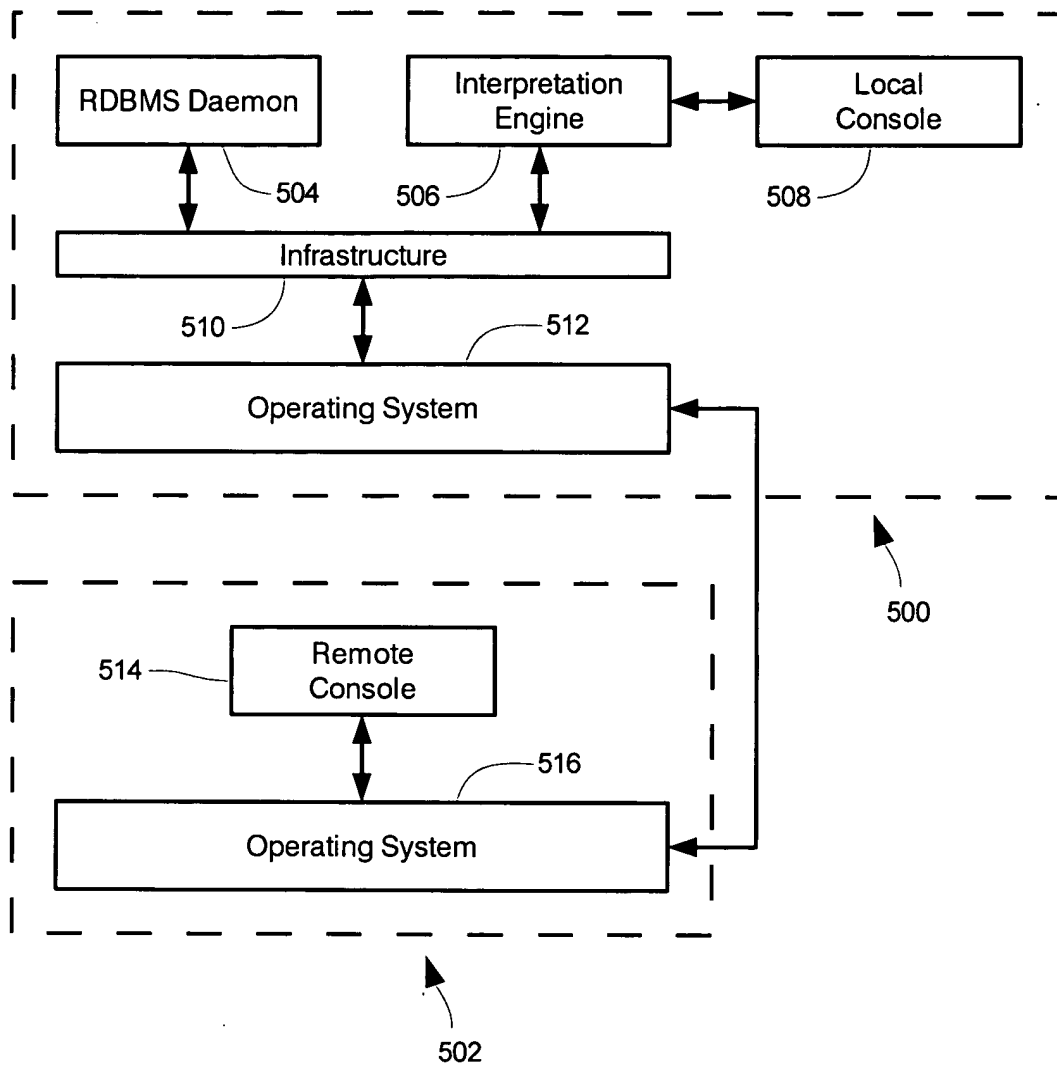 RDBMS Daemon
Interpretation
Engine
Local
Console
504
506
508
Infrastructure
510
512
Operating System
500
514
Remote
Console
516
Operating System
502